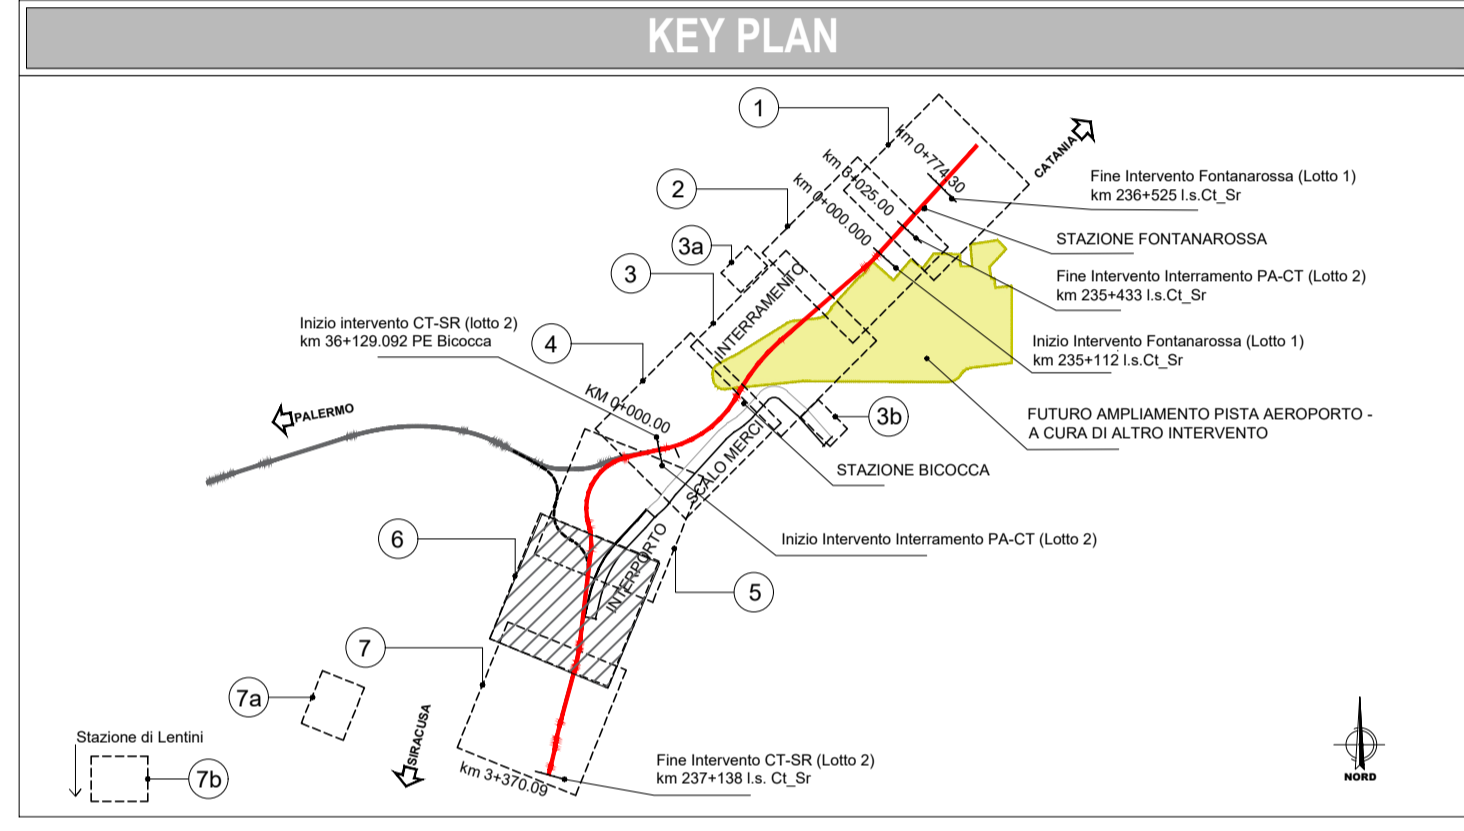 KEY PLAN
1
km 0+774.30
CATANIA
km 3+025.00
2
km 0+000.000
Fine Intervento Fontanarossa (Lotto 1)
km 236+525 l.s.Ct_Sr
3a
STAZIONE FONTANAROSSA
3
INTERRAMENTO
Fine Intervento Interramento PA-CT (Lotto 2)
km 235+433 l.s.Ct_Sr
Inizio intervento CT-SR (lotto 2)
km 36+129.092 PE Bicocca
4
Inizio Intervento Fontanarossa (Lotto 1)
km 235+112 l.s.Ct_Sr
KM 0+000.00
PALERMO
3b
FUTURO AMPLIAMENTO PISTA AEROPORTO -
A CURA DI ALTRO INTERVENTO
SCALO MERCI
STAZIONE BICOCCA
6
Inizio Intervento Interramento PA-CT (Lotto 2)
INTERPORTO
5
7
7a
SIRACUSA
Stazione di Lentini
7b
km 3+370.09
Fine Intervento CT-SR (Lotto 2)
km 237+138 l.s. Ct_Sr
NORD